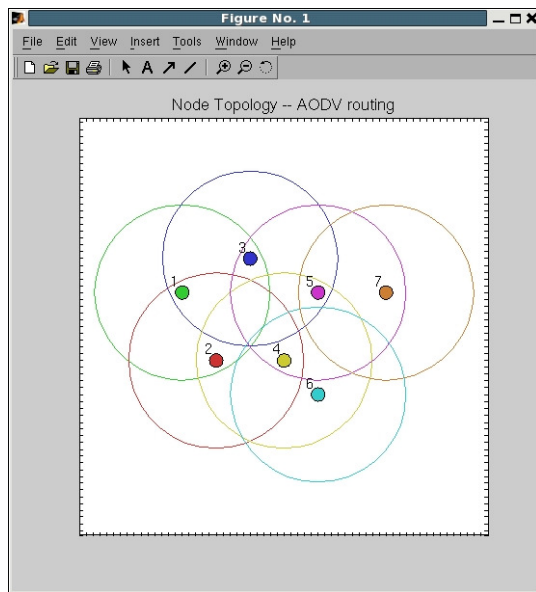 Figure No. 1
File Edit View Insert Tools Window Help
A
Node Topology -- AODV routing
3
1
5
7
2
4
6